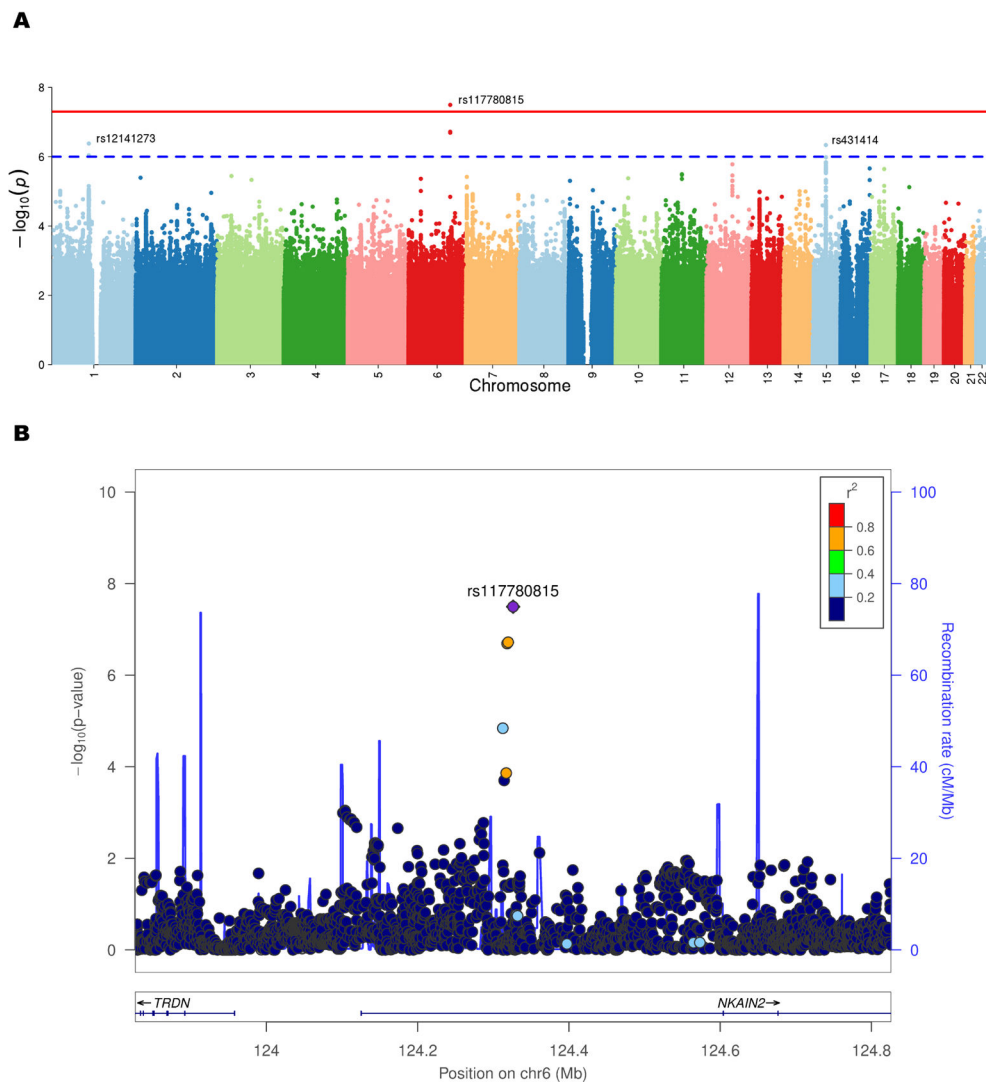 A
8
6
4
2
0
−log₁₀(p)
rs12141273
rs117780815
rs431414
1 2 3 4 5 6 7 8 9 10 11 12 13 14 15 16 17 18 19 20 21 22
Chromosome
B
10
8
6
4
2
0
−log₁₀(p-value)
rs117780815
r²
0.8
0.6
0.4
0.2
100
80
60
40
20
0
Recombination rate (cM/Mb)
←TRDN
NKAIN2→
124 124.2 124.4 124.6 124.8
Position on chr6 (Mb)